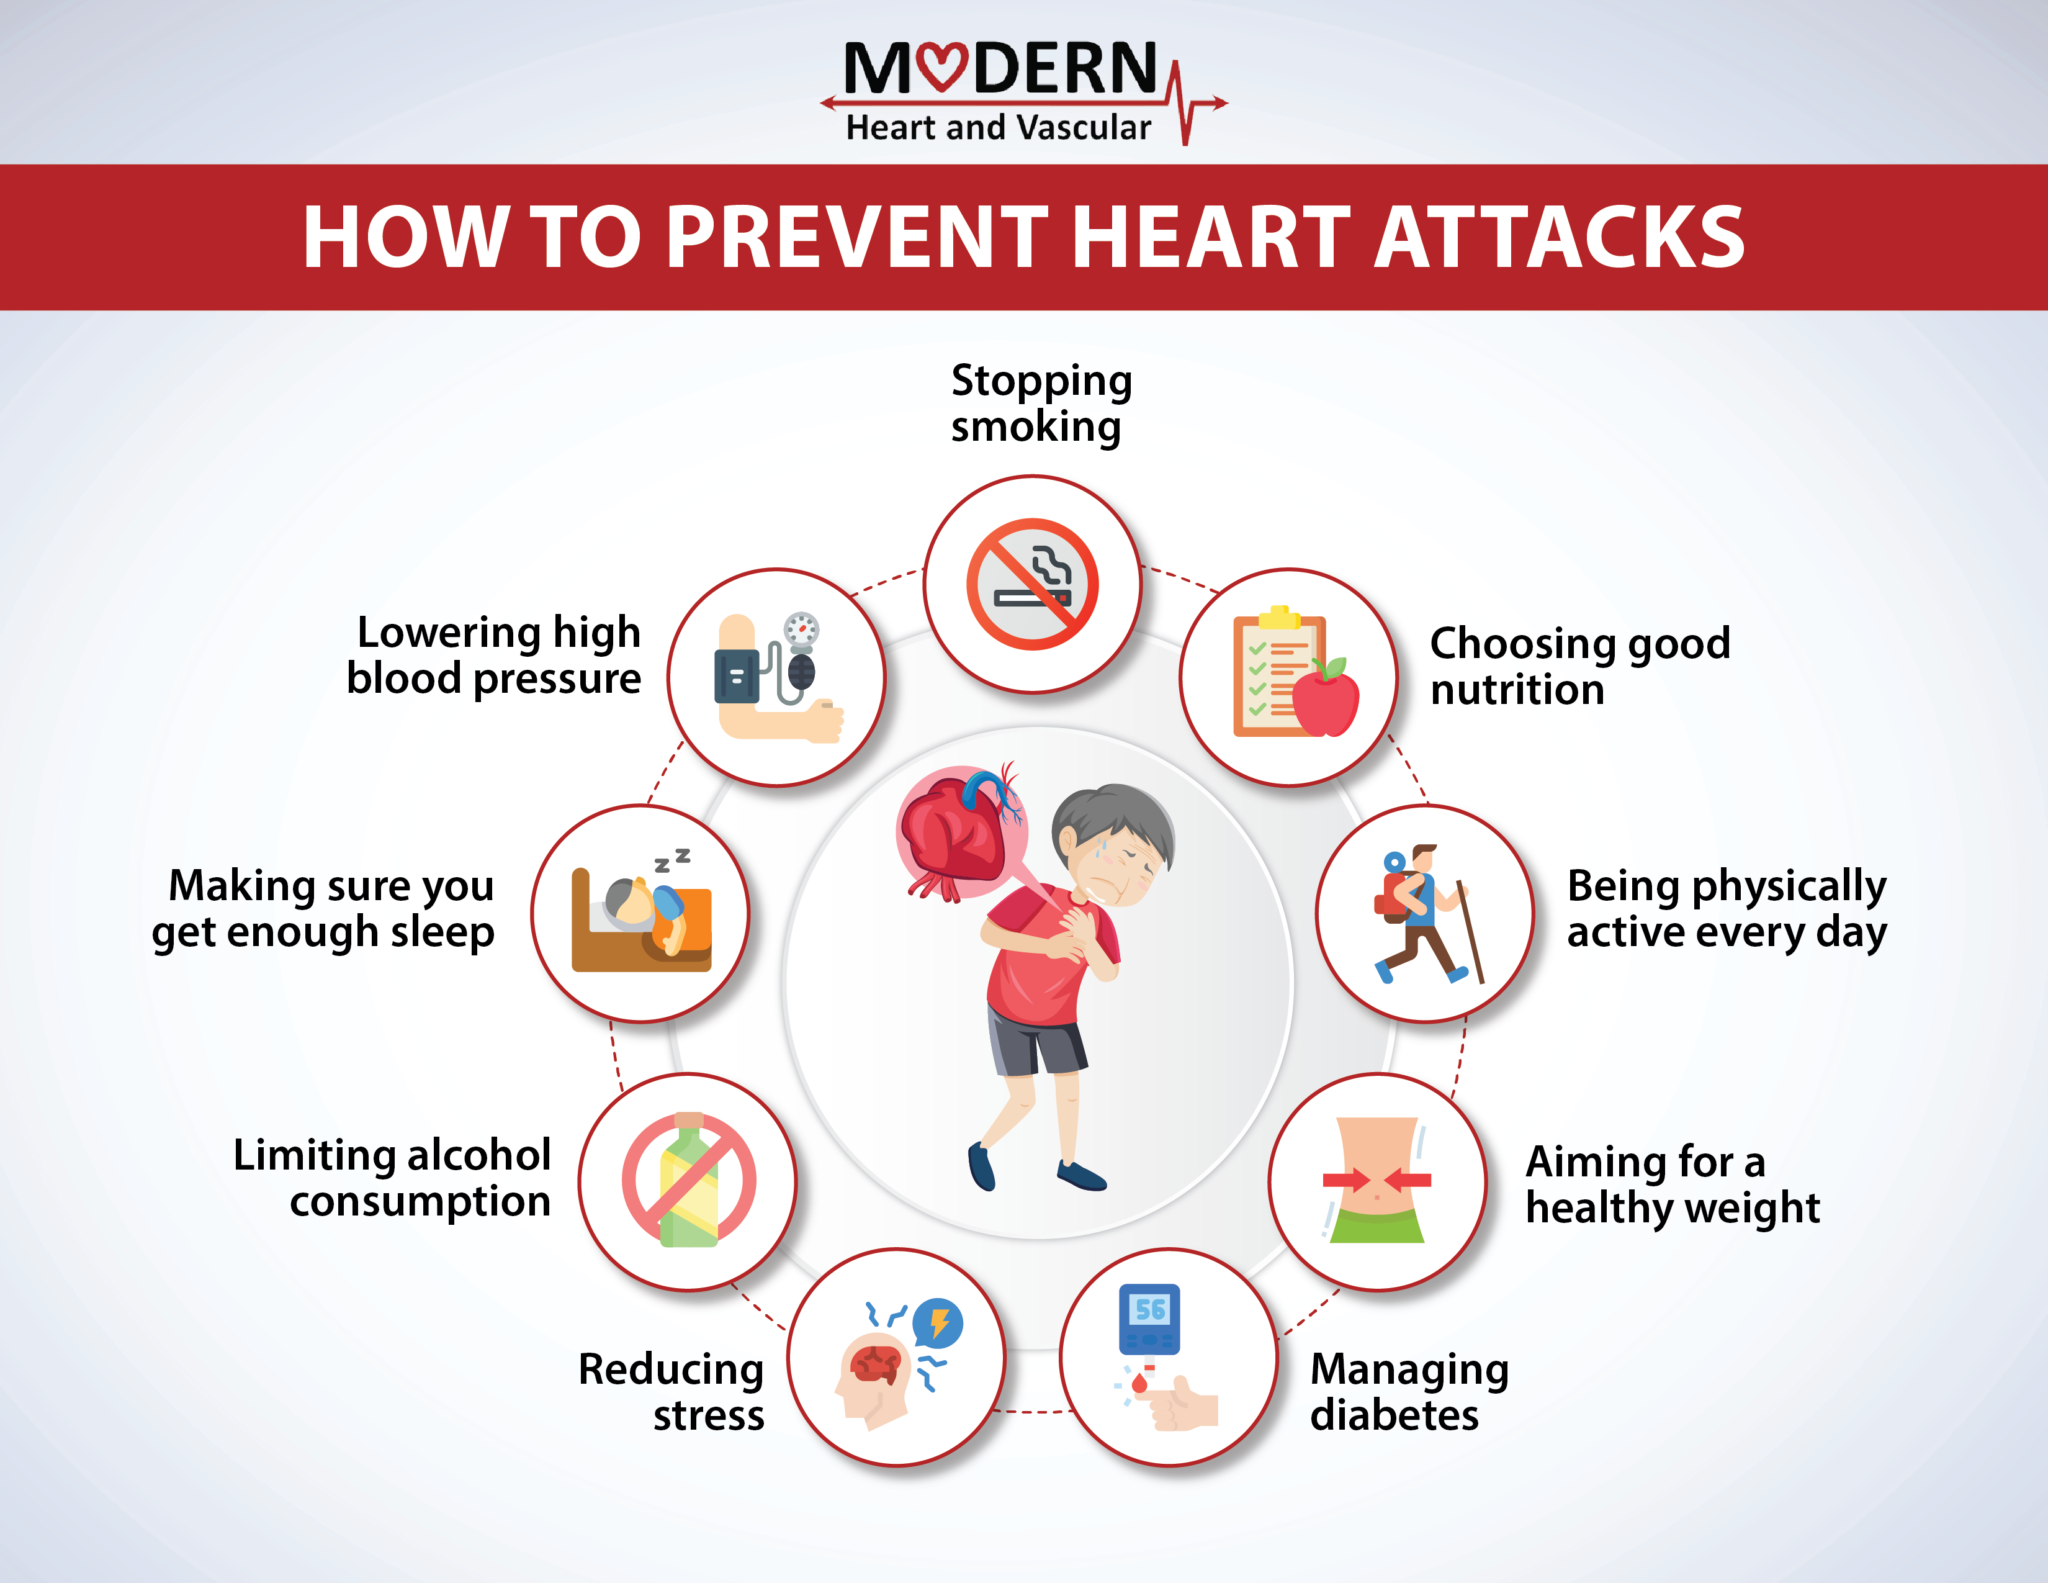 MODERN
Heart and Vascular
HOW TO PREVENT HEART ATTACKS
Stopping
smoking
Choosing good
nutrition
Being physically
active every day
Aiming for a
healthy weight
56
Managing
diabetes
Reducing
stress
Limiting alcohol
consumption
z z
Making sure you
get enough sleep
Lowering high
blood pressure